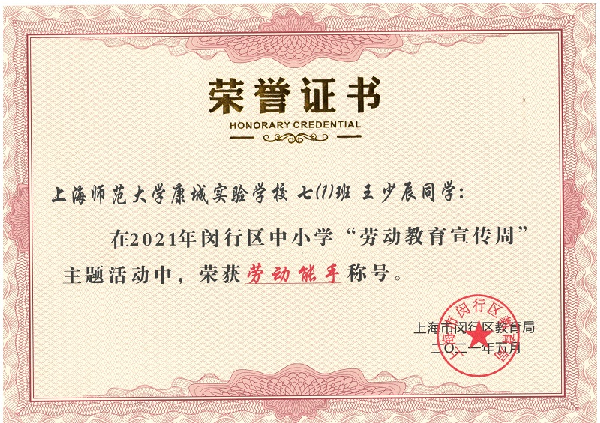 荣誉证书
HONORARY CREDENTIAL
上海师范大学康城实验学校 七(1)班 王少辰同学:
在2021年闵行区中小学“劳动教育宣传周”
主题活动中，荣获劳动能手称号。
上海市闵行区教育局
二〇二一年五月
上海市闵行区教育局